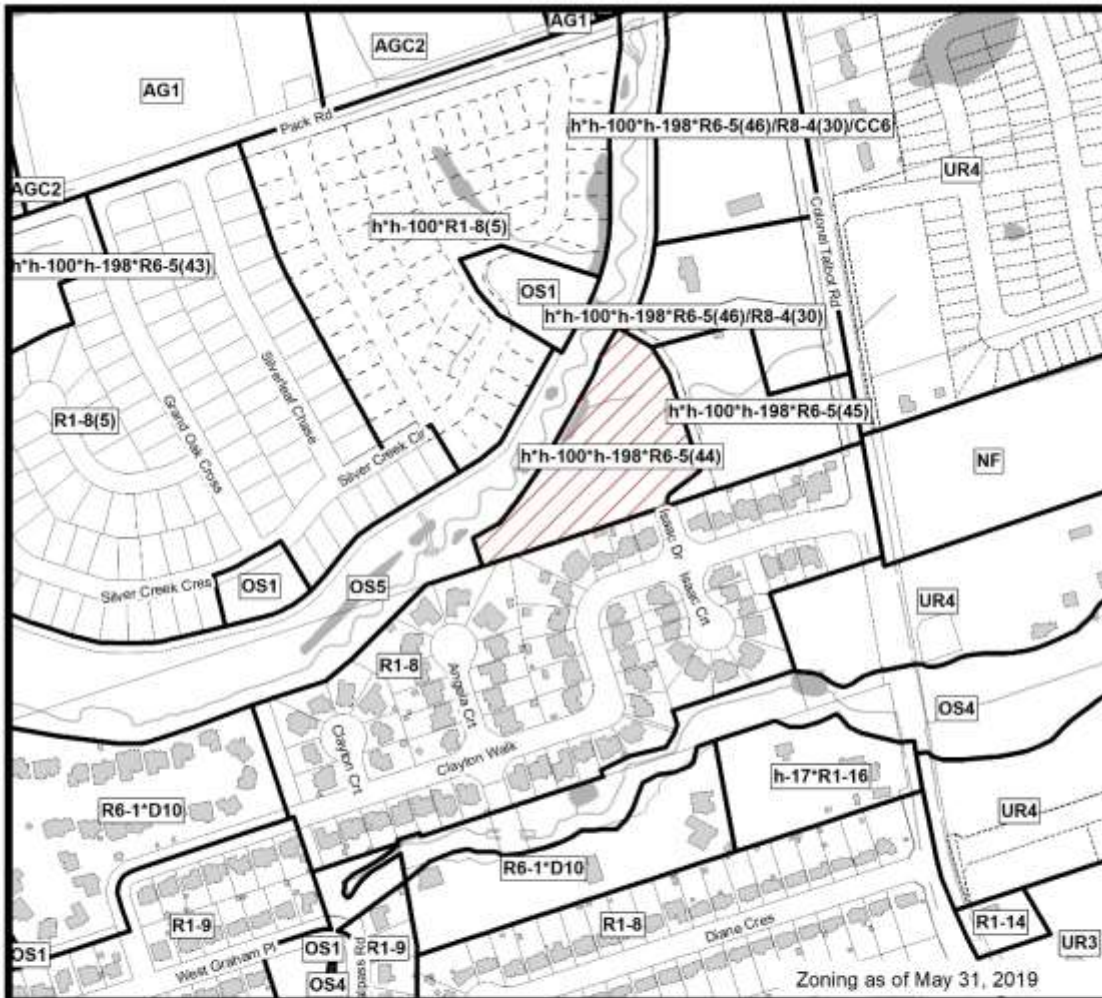 AG1
AGC2
AG1
Pack Rd
h*h-100*h-198*R6-5(46)/R8-4(30)/CC6
UR4
AGC2
Colonel Talbot Rd
h*h-100*R1-8(5)
h*h-100*h-198*R6-5(43)
OS1
h*h-100*h-198*R6-5(46)/R8-4(30)
Silverleaf Chase
Grand Oak Cross
R1-8(5)
h*h-100*h-198*R6-5(45)
Silver Creek Cir
h*h-100*h-198*R6-5(44)
NF
Isaac Dr
Silver Creek Cres
OS1
OS5
Isaac Crt
UR4
R1-8
Angela Crt
OS4
Clayton Crt
Clayton Walk
h-17*R1-16
R6-1*D10
UR4
R6-1*D10
R1-9
R1-8
Diane Cres
R1-14
OS1
West Graham Pl
OS1
R1-9
UR3
OS4
Zoning as of May 31, 2019